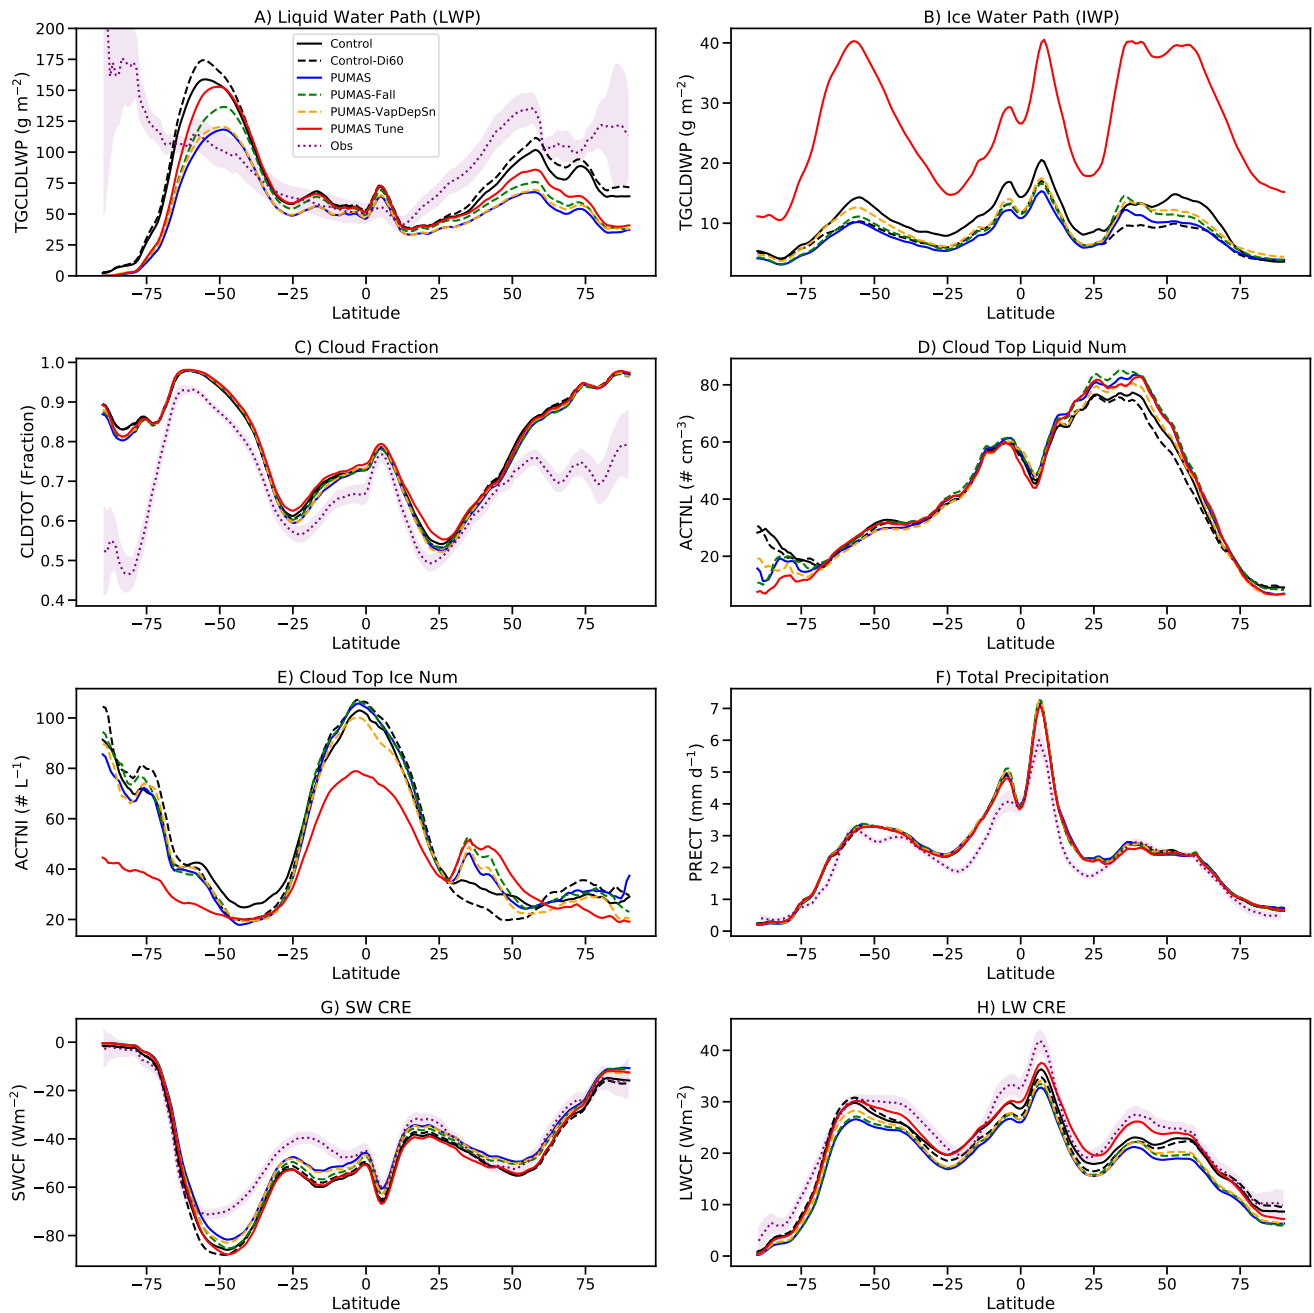 A) Liquid Water Path (LWP)
TGCLDLWP (g m⁻²)
200
175
150
125
100
75
50
25
0
Control
Control-Di60
PUMAS
PUMAS-Fall
PUMAS-VapDepSn
PUMAS Tune
Obs
−75 −50 −25 0 25 50 75
Latitude
B) Ice Water Path (IWP)
TGCLDIWP (g m⁻²)
40
30
20
10
−75 −50 −25 0 25 50 75
Latitude
C) Cloud Fraction
CLDTOT (Fraction)
1.0
0.9
0.8
0.7
0.6
0.5
0.4
−75 −50 −25 0 25 50 75
Latitude
D) Cloud Top Liquid Num
ACTNL (# cm⁻³)
80
60
40
20
−75 −50 −25 0 25 50 75
Latitude
E) Cloud Top Ice Num
ACTNI (# L⁻¹)
100
80
60
40
20
−75 −50 −25 0 25 50 75
Latitude
F) Total Precipitation
PRECT (mm d⁻¹)
7
6
5
4
3
2
1
0
−75 −50 −25 0 25 50 75
Latitude
G) SW CRE
SWCF (Wm⁻²)
0
−20
−40
−60
−80
−75 −50 −25 0 25 50 75
Latitude
H) LW CRE
LWCF (Wm⁻²)
40
30
20
10
0
−75 −50 −25 0 25 50 75
Latitude